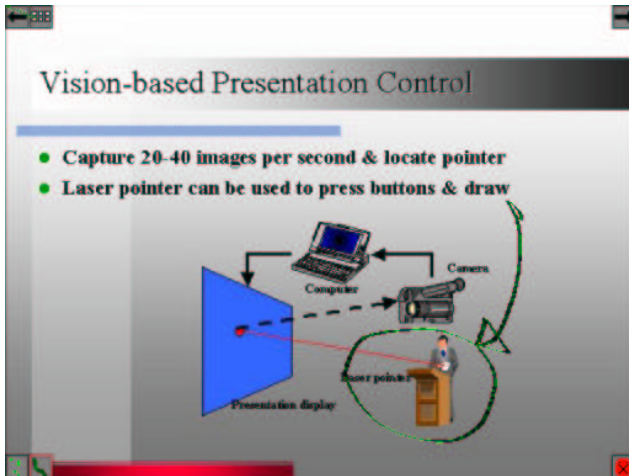 Vision-based Presentation Control
Capture 20-40 images per second & locate pointer
Laser pointer can be used to press buttons & draw
Camera
Computer
Laser pointer
Presentation display